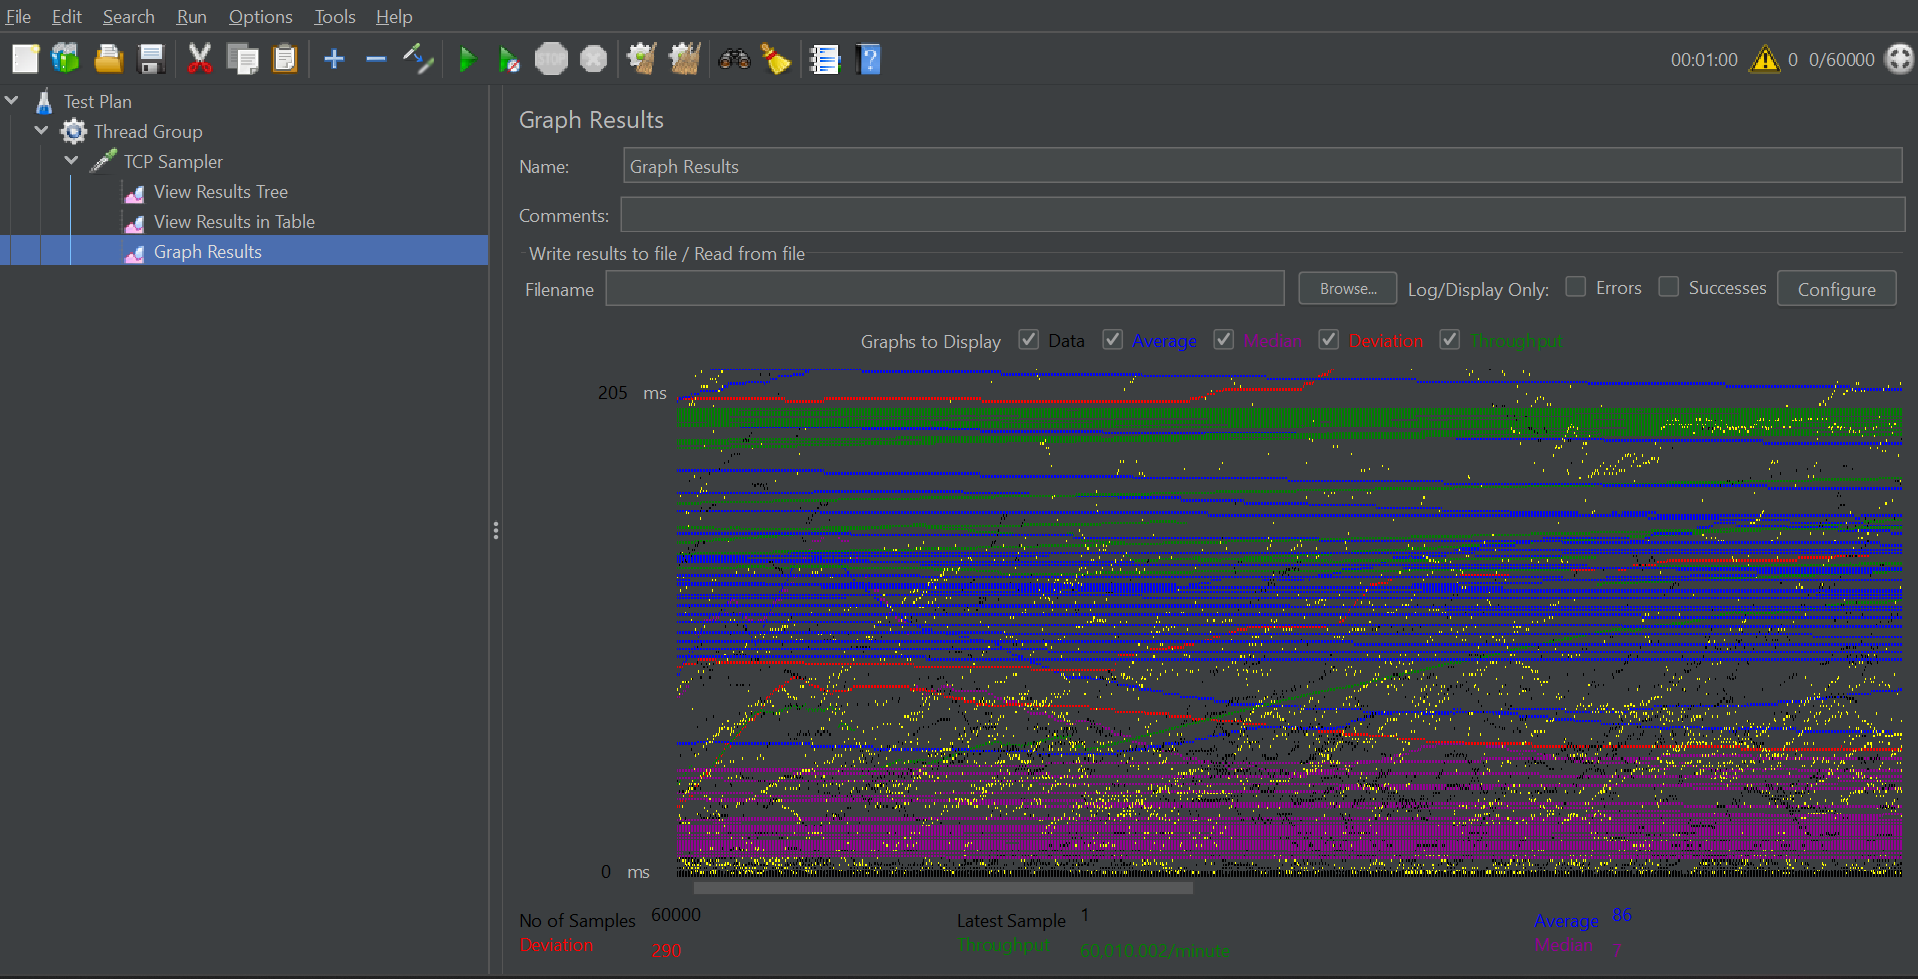 File Edit Search Run Options Tools Help
STOP
00:01:00 0 0/60000
Test Plan
Thread Group
TCP Sampler
View Results Tree
View Results in Table
Graph Results
Graph Results
Name: Graph Results
Comments:
Write results to file / Read from file
Filename Browse... Log/Display Only: Errors Successes Configure
Graphs to Display Data Average Median Deviation Throughput
205 ms
0 ms
No of Samples 60000 Latest Sample 1 Average 86
Deviation 290 Throughput 60,010.002/minute Median 7